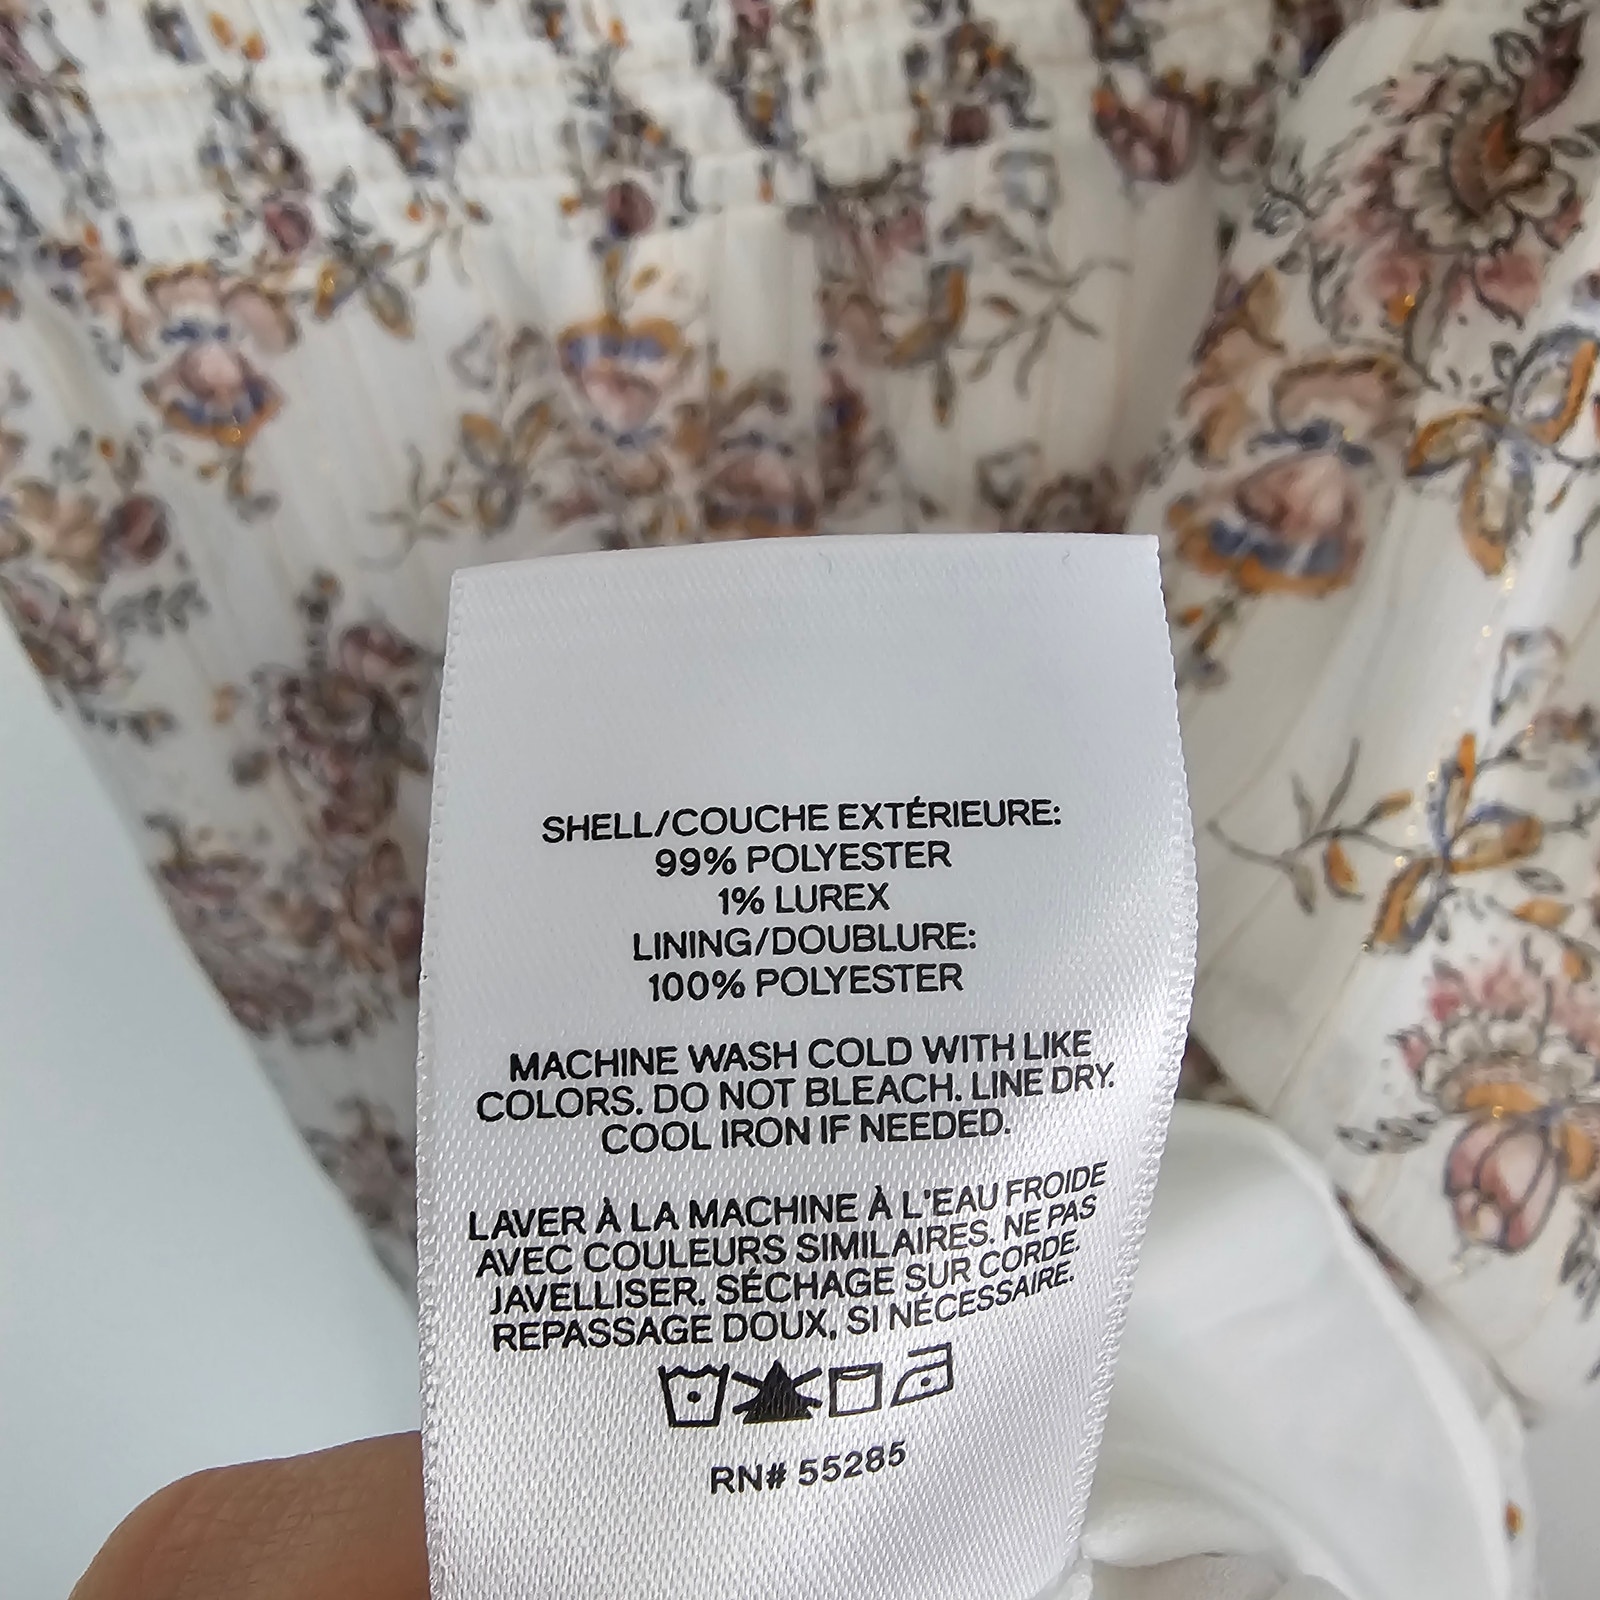 SHELL/COUCHE EXTÉRIEURE:
99% POLYESTER
1% LUREX
LINING/DOUBLURE:
100% POLYESTER
MACHINE WASH COLD WITH LIKE
COLORS. DO NOT BLEACH. LINE DRY.
COOL IRON IF NEEDED.
LAVER À LA MACHINE À L'EAU FROIDE
AVEC COULEURS SIMILAIRES. NE PAS
JAVELLISER. SÉCHAGE SUR CORDE.
REPASSAGE DOUX, SI NÉCESSAIRE.
RN# 55285